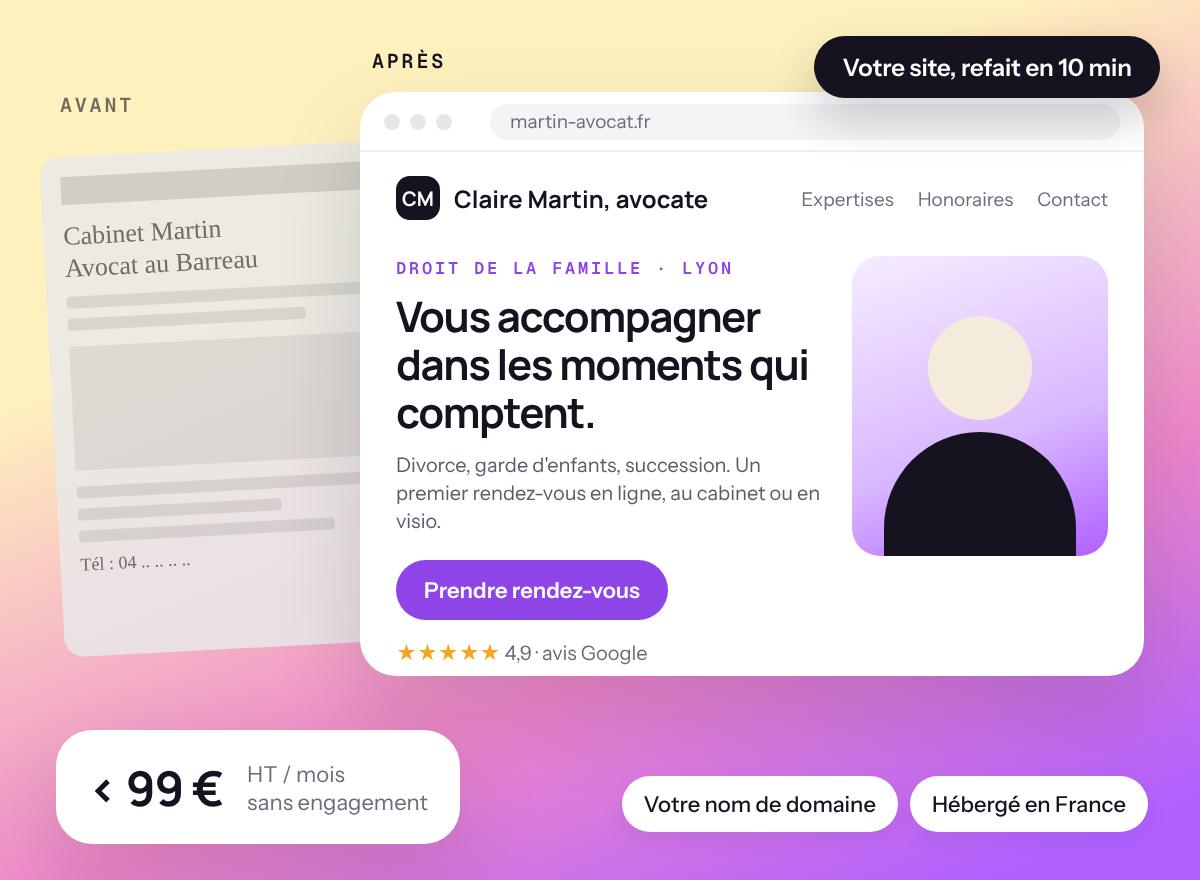 APRÈS
Votre site, refait en 10 min
AVANT
martin-avocat.fr
CM
Claire Martin, avocate
Expertises
Honoraires
Contact
Cabinet Martin
Avocat au Barreau
Tél : 04 .. .. .. ..
DROIT DE LA FAMILLE · LYON
Vous accompagner
dans les moments qui
comptent.
Divorce, garde d'enfants, succession. Un
premier rendez-vous en ligne, au cabinet ou en
visio.
Prendre rendez-vous
★★★★★ 4,9 · avis Google
< 99 €
HT / mois
sans engagement
Votre nom de domaine
Hébergé en France